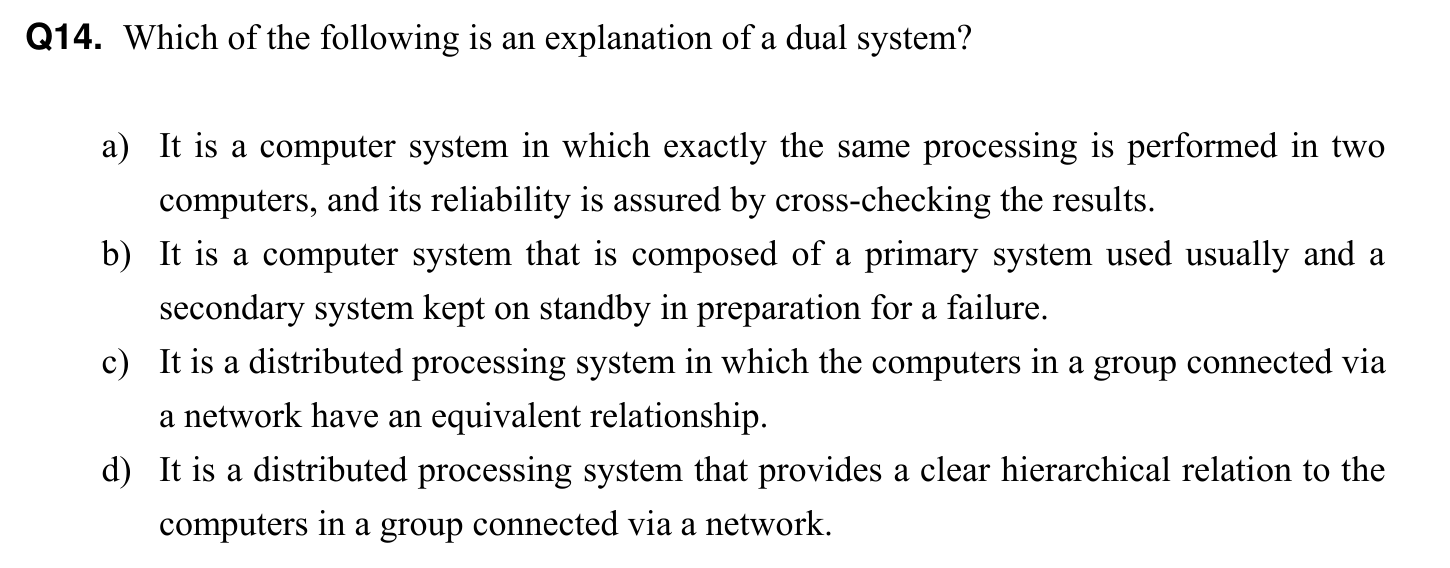 Q14. Which of the following is an explanation of a dual system?
a) It is a computer system in which exactly the same processing is performed in two
computers, and its reliability is assured by cross-checking the results.
b) It is a computer system that is composed of a primary system used usually and a
secondary system kept on standby in preparation for a failure.
c) It is a distributed processing system in which the computers in a group connected via
a network have an equivalent relationship.
d) It is a distributed processing system that provides a clear hierarchical relation to the
computers in a group connected via a network.